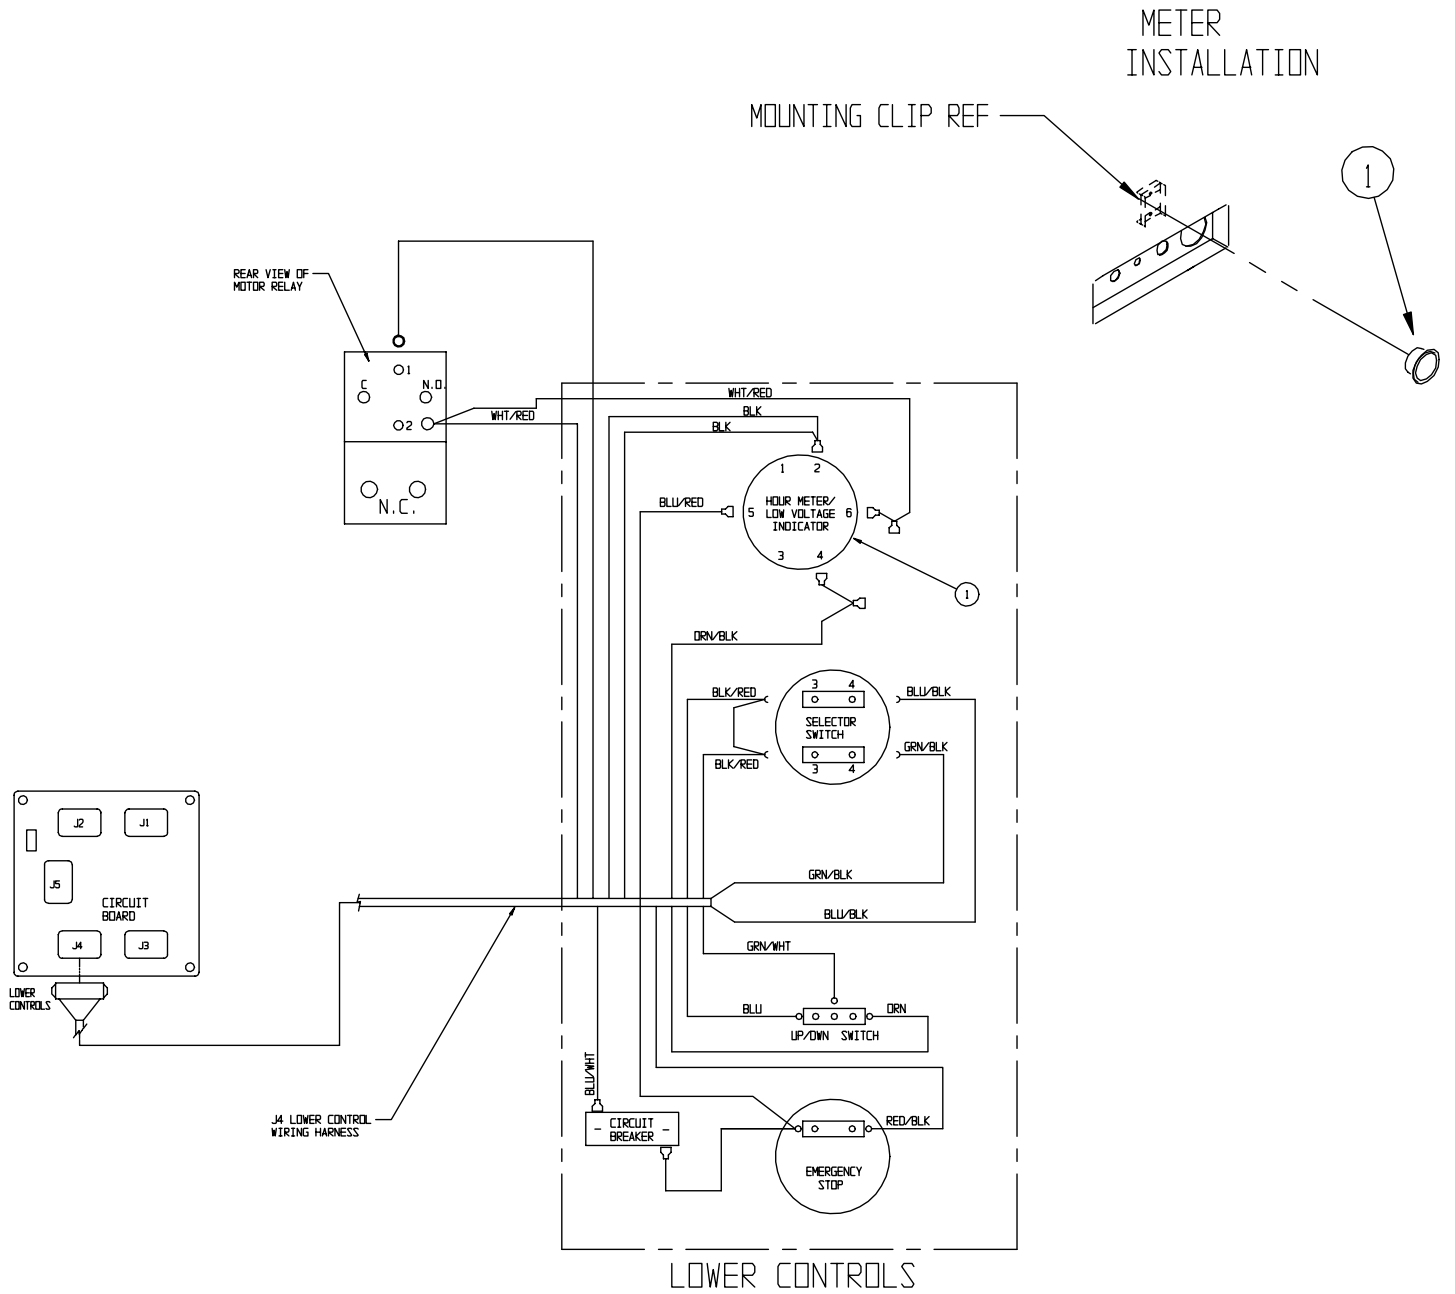 METER
INSTALLATION
MOUNTING CLIP REF
1
REAR VIEW OF
MOTOR RELAY
1
C
N.O.
2
N.C.
WHT/RED
WHT/RED
BLK
BLK
BLU/RED
1 2
5
HOUR METER/
LOW VOLTAGE
INDICATOR
6
3 4
1
ORN/BLK
BLK/RED
3 4
BLU/BLK
SELECTOR
SWITCH
GRN/BLK
BLK/RED
3 4
J2
J1
J5
CIRCUIT
BOARD
J4
J3
LOWER
CONTROLS
GRN/BLK
BLU/BLK
GRN/WHT
BLU
ORN
UP/DWN SWITCH
BLU/WHT
J4 LOWER CONTROL
WIRING HARNESS
- CIRCUIT -
BREAKER
RED/BLK
EMERGENCY
STOP
LOWER CONTROLS